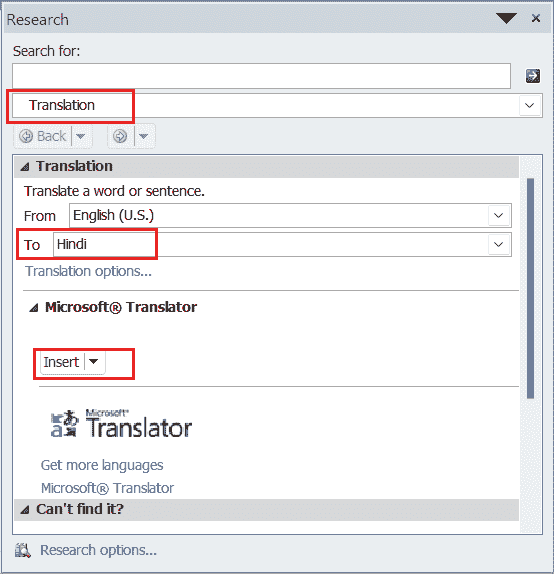 Research
Search for:
Translation
Back
Translation
Translate a word or sentence.
From English (U.S.)
To Hindi
Translation options...
Microsoft® Translator
Insert
Microsoft®
Translator
Get more languages
Microsoft® Translator
Can't find it?
Research options...